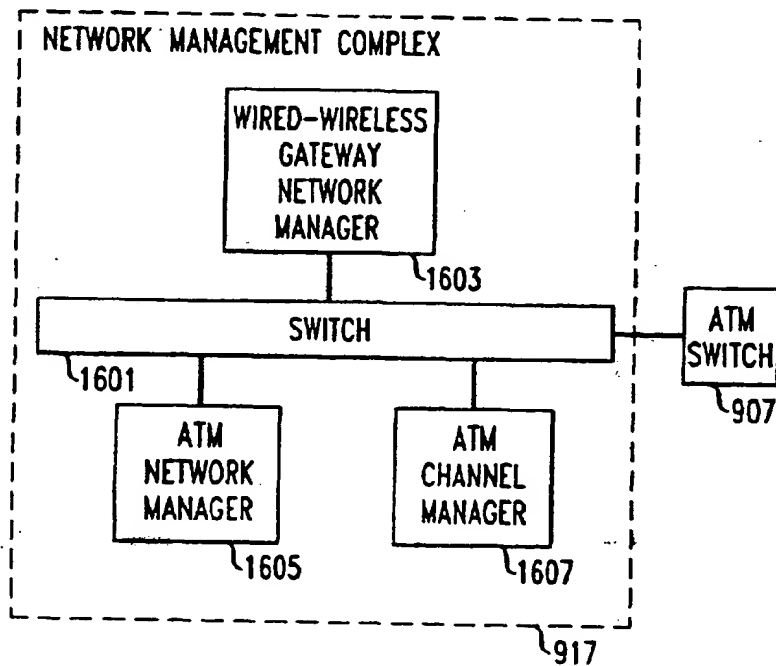 NETWORK MANAGEMENT COMPLEX
WIRED-WIRELESS
GATEWAY
NETWORK
MANAGER
1603
SWITCH
1601
ATM
SWITCH
907
ATM
NETWORK
MANAGER
1605
ATM
CHANNEL
MANAGER
1607
917